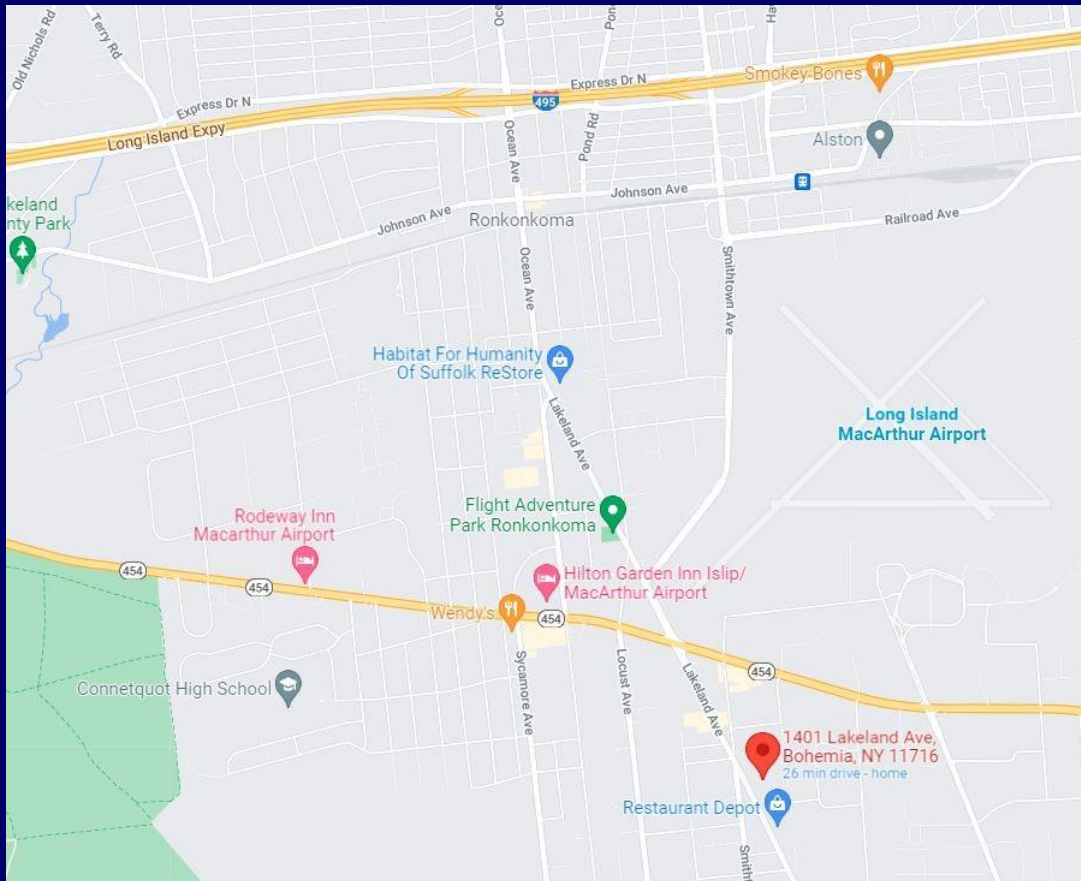 Old Nichols Rd
Terry Rd
Express Dr N
Long Island Expy
495
Express Dr N
Smokey Bones
Ocean Ave
Pond Rd
Alston
Johnson Ave
Johnson Ave
Ronkonkoma
Railroad Ave
keland
nty Park
Ocean Ave
Smithtown Ave
Habitat For Humanity
Of Suffolk ReStore
Lakeland Ave
Long Island
MacArthur Airport
Flight Adventure
Park Ronkonkoma
Rodeway Inn
Macarthur Airport
454
454
Hilton Garden Inn Islip/
MacArthur Airport
Wendy's
454
Sycamore Ave
Locust Ave
Lakeland Ave
454
Connetquot High School
1401 Lakeland Ave,
Bohemia, NY 11716
26 min drive - home
Restaurant Depot